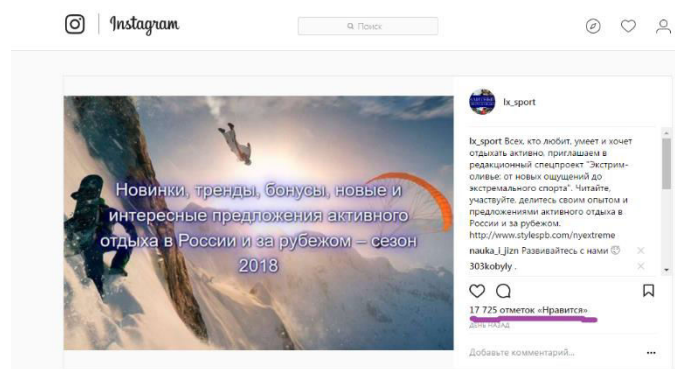 Instagram
Поиск
Новинки, тренды, бонусы, новые и
интересные предложения активного
отдыха в России и за рубежом – сезон
2018
lx_sport
lx_sport Всех, кто любит, умеет и хочет
отдыхать активно, приглашаем в
редакционный спецпроект "Экстрим-
оливье: от новых ощущений до
экстремального спорта". Читайте,
участвуйте, делитесь своим опытом и
предложениями активного отдыха в
России и за рубежом.
http://www.stylespb.com/nyextreme
nauka_i_jizn Развивайтесь с нами
303kobyly .
17 725 отметок «Нравится»
ДЕНЬ НАЗАД
Добавьте комментарий...